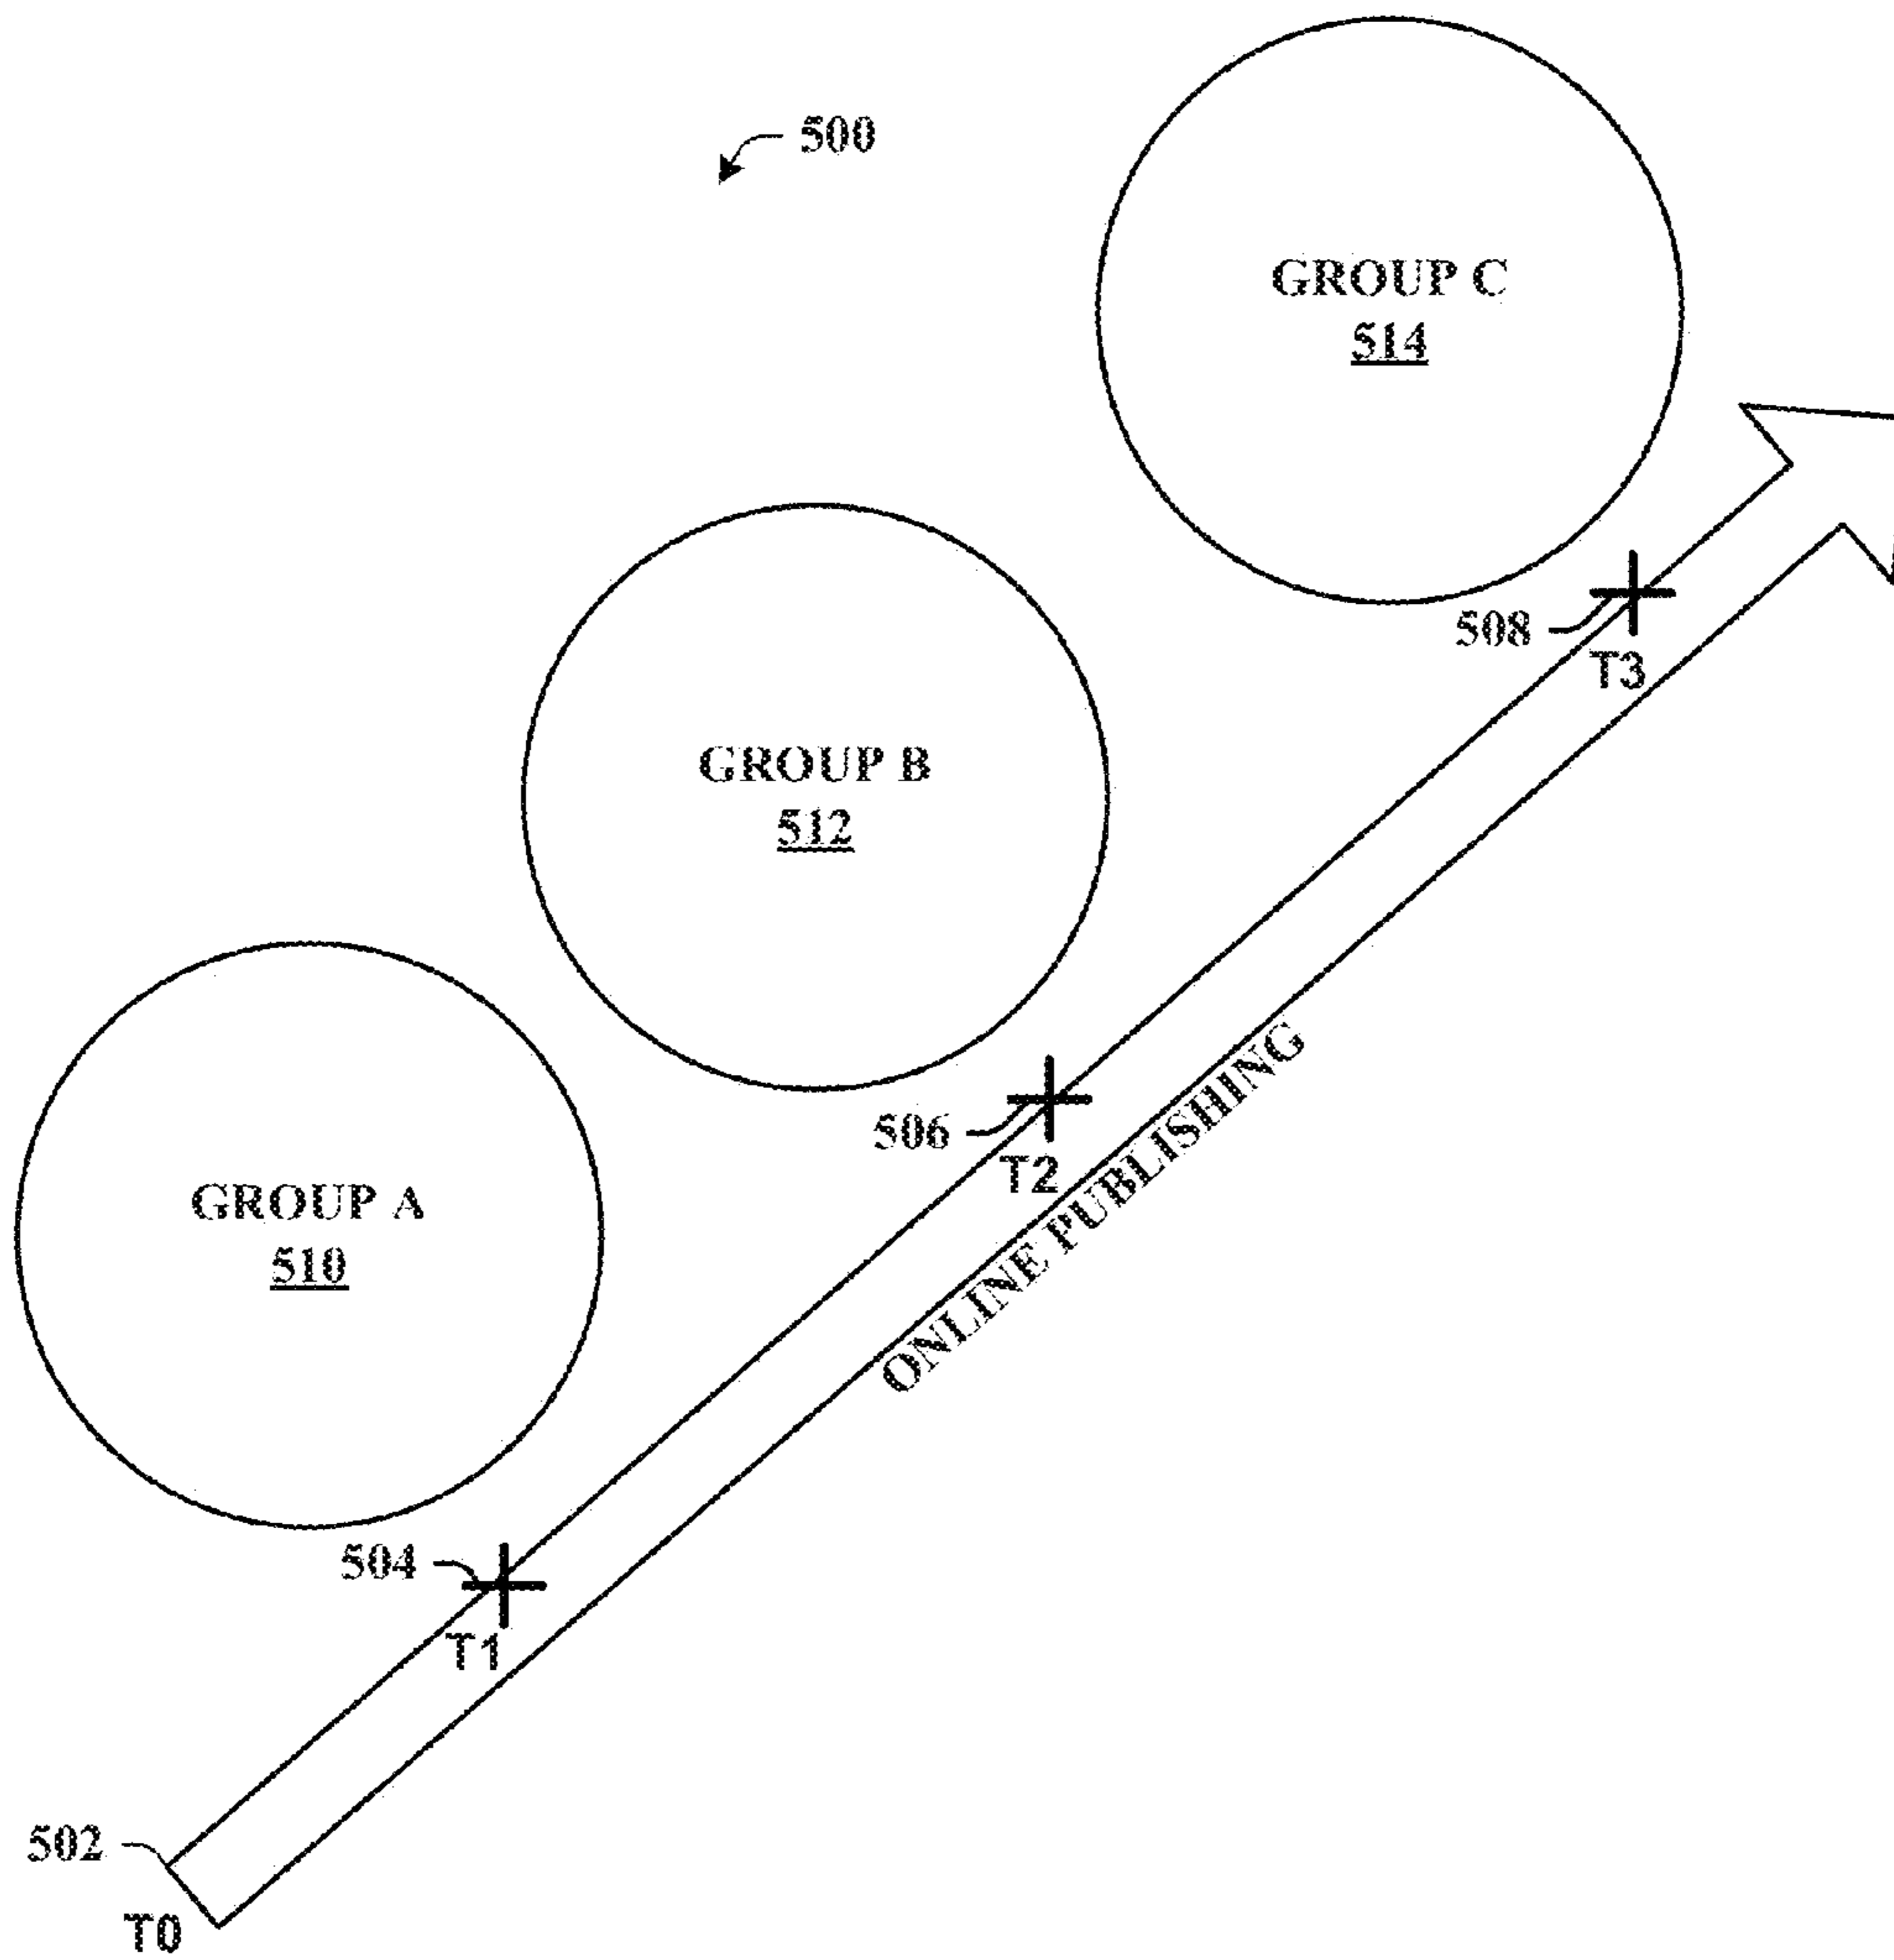 500
GROUP C
514
508
T3
GROUP B
512
506
T2
ONLINE PUBLISHING
GROUP A
510
504
T1
502
T0